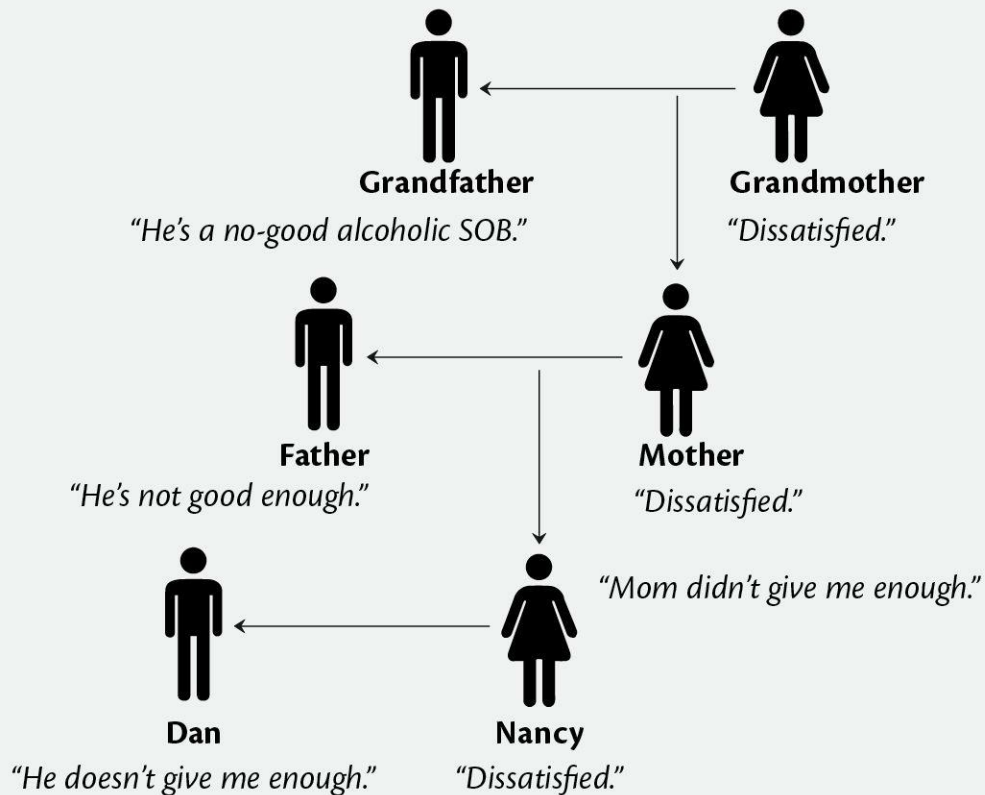 Grandfather
Grandmother
“He’s a no-good alcoholic SOB.”
“Dissatisfied.”
Father
Mother
“He’s not good enough.”
“Dissatisfied.”
“Mom didn’t give me enough.”
Dan
Nancy
“He doesn’t give me enough.”
“Dissatisfied.”